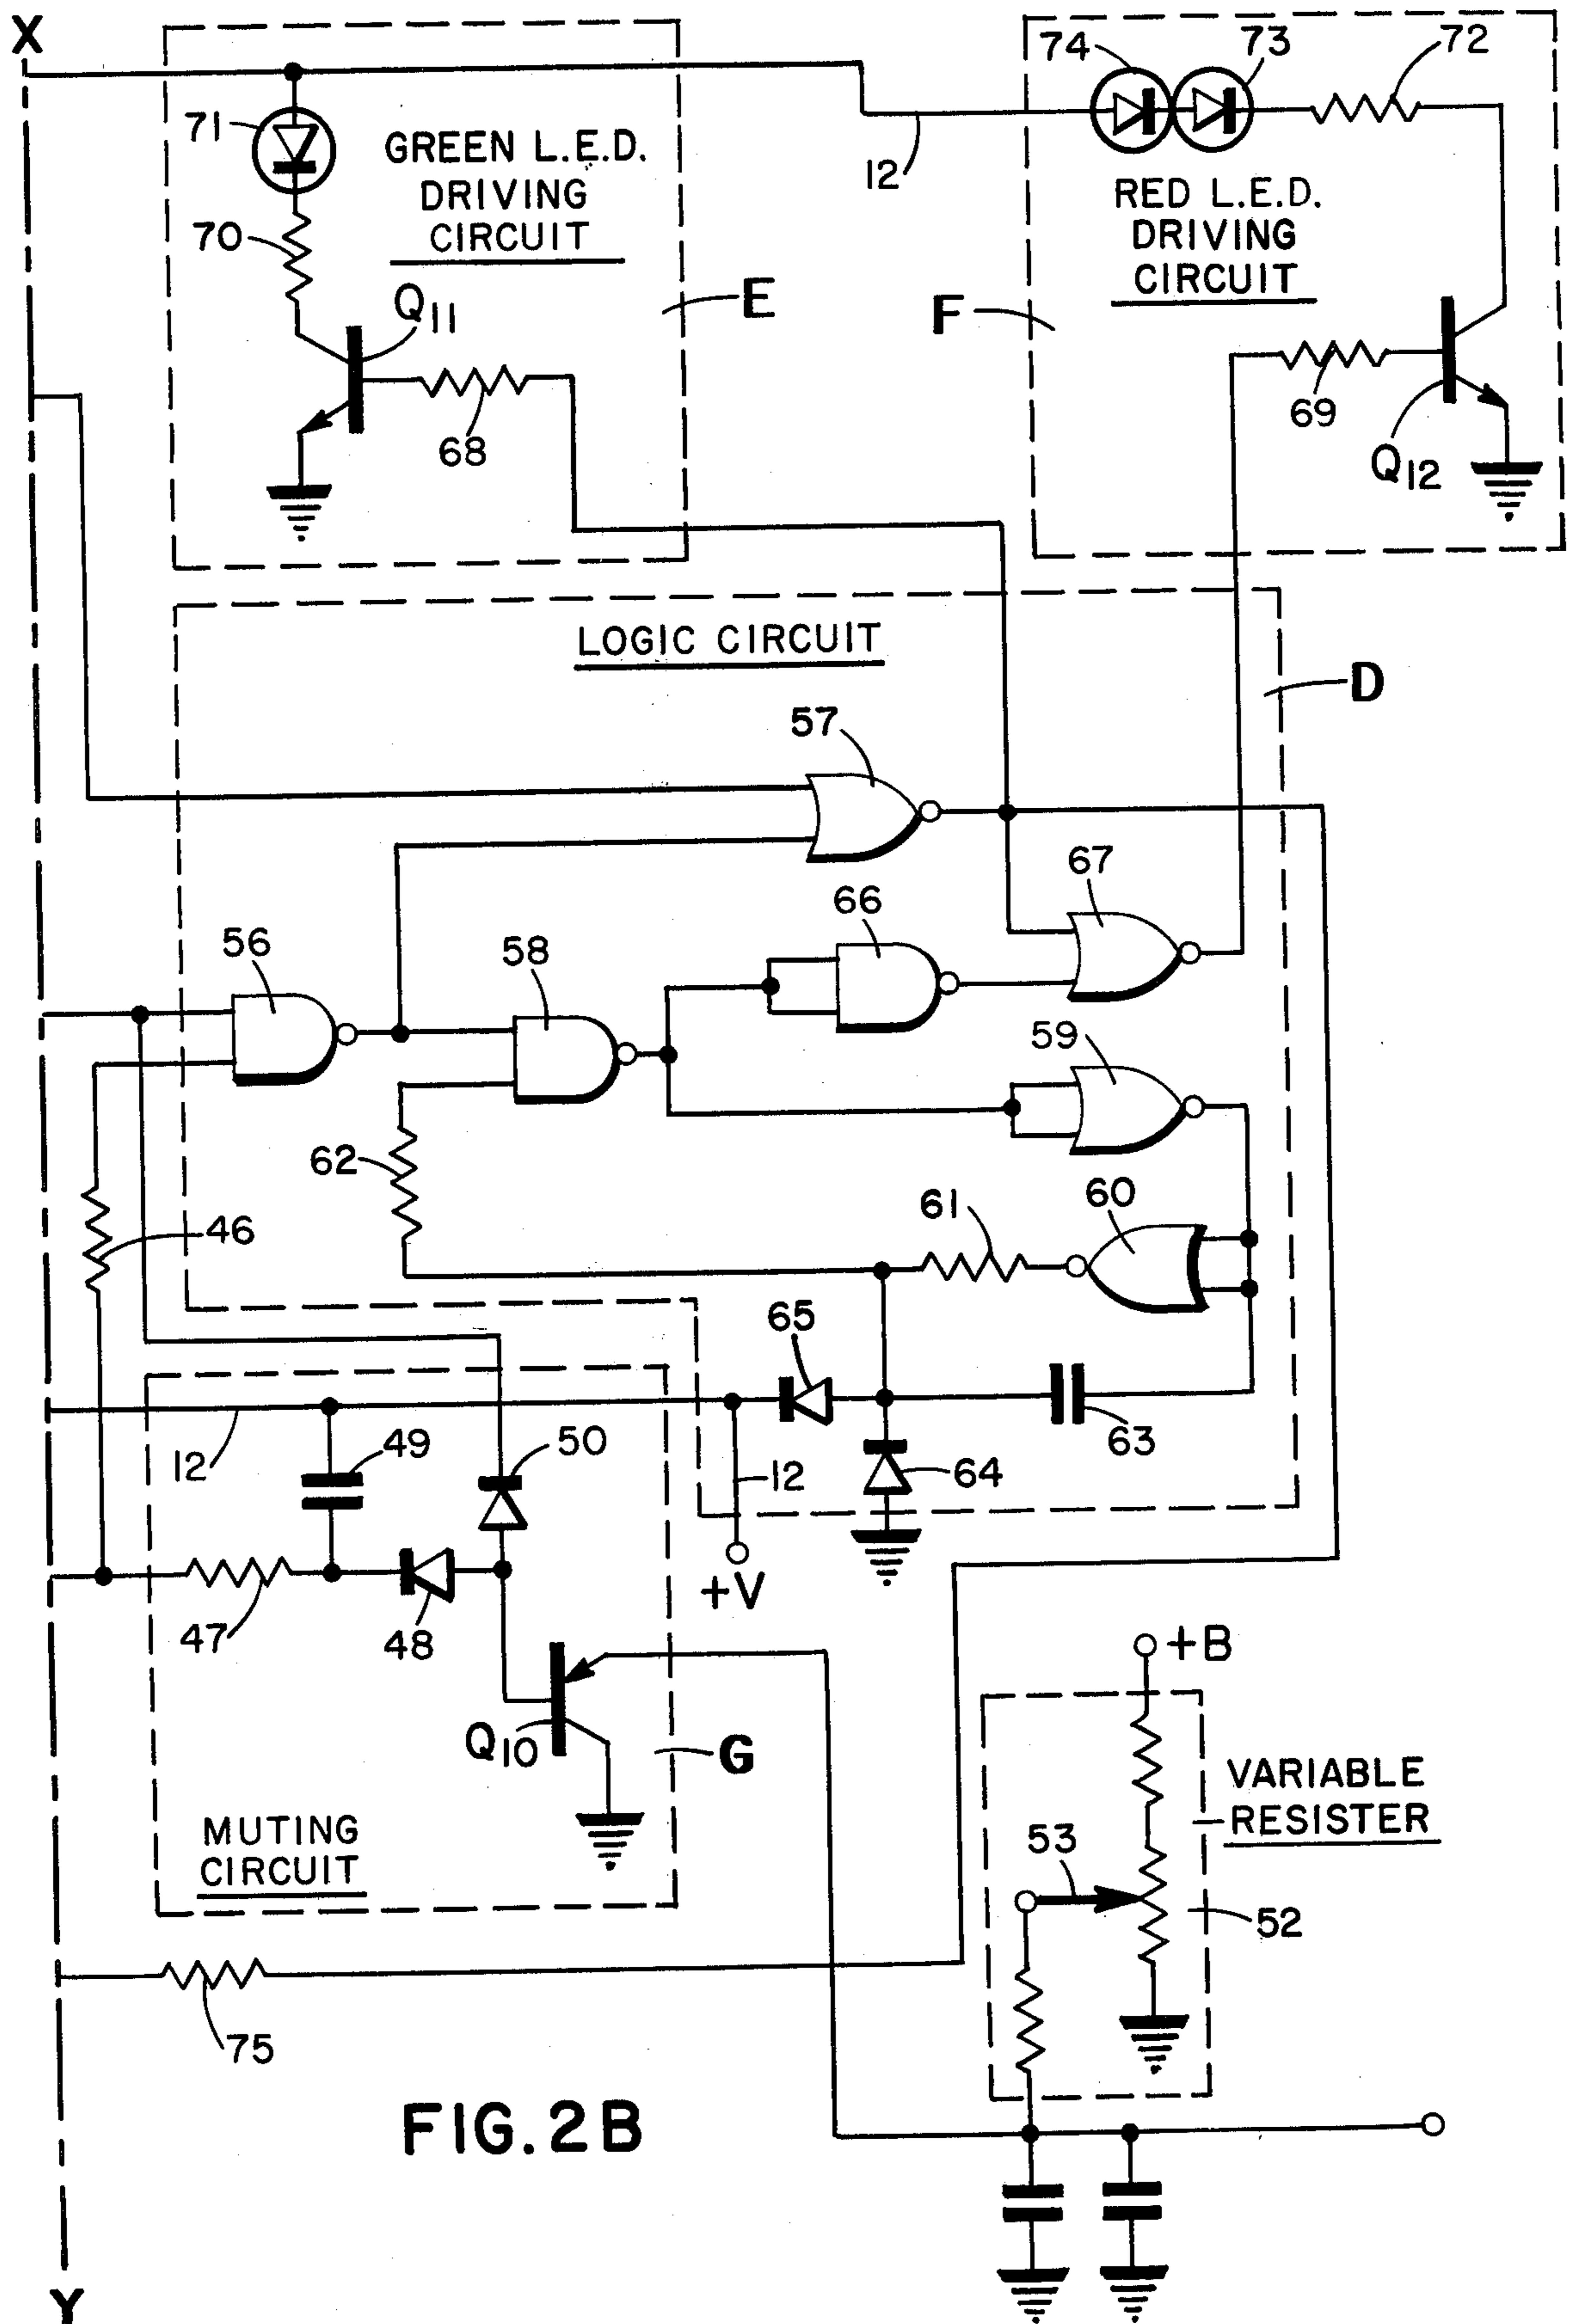 X
74
73
72
71
GREEN L.E.D.
DRIVING
CIRCUIT
12
RED L.E.D.
DRIVING
CIRCUIT
70
Q11
E
F
68
69
Q12
LOGIC CIRCUIT
D
57
67
66
56
58
59
62
61
60
46
65
50
49
12
12
63
64
+V
47
48
+B
Q10
G
VARIABLE
RESISTER
MUTING
CIRCUIT
53
52
75
FIG. 2B
Y